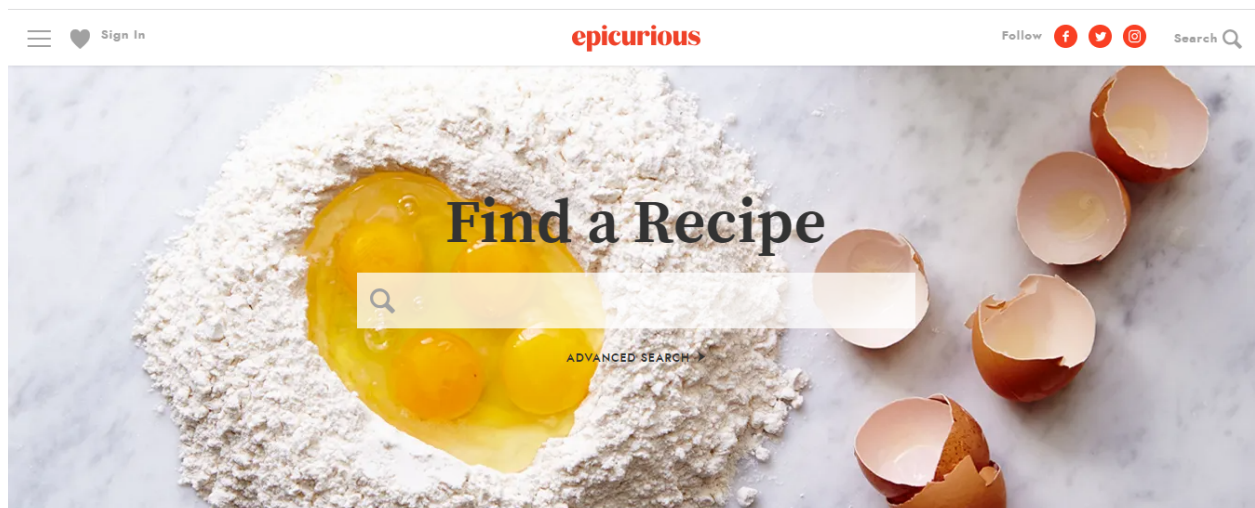 Sign In
epicurious
Follow
Search
Find a Recipe
ADVANCED SEARCH